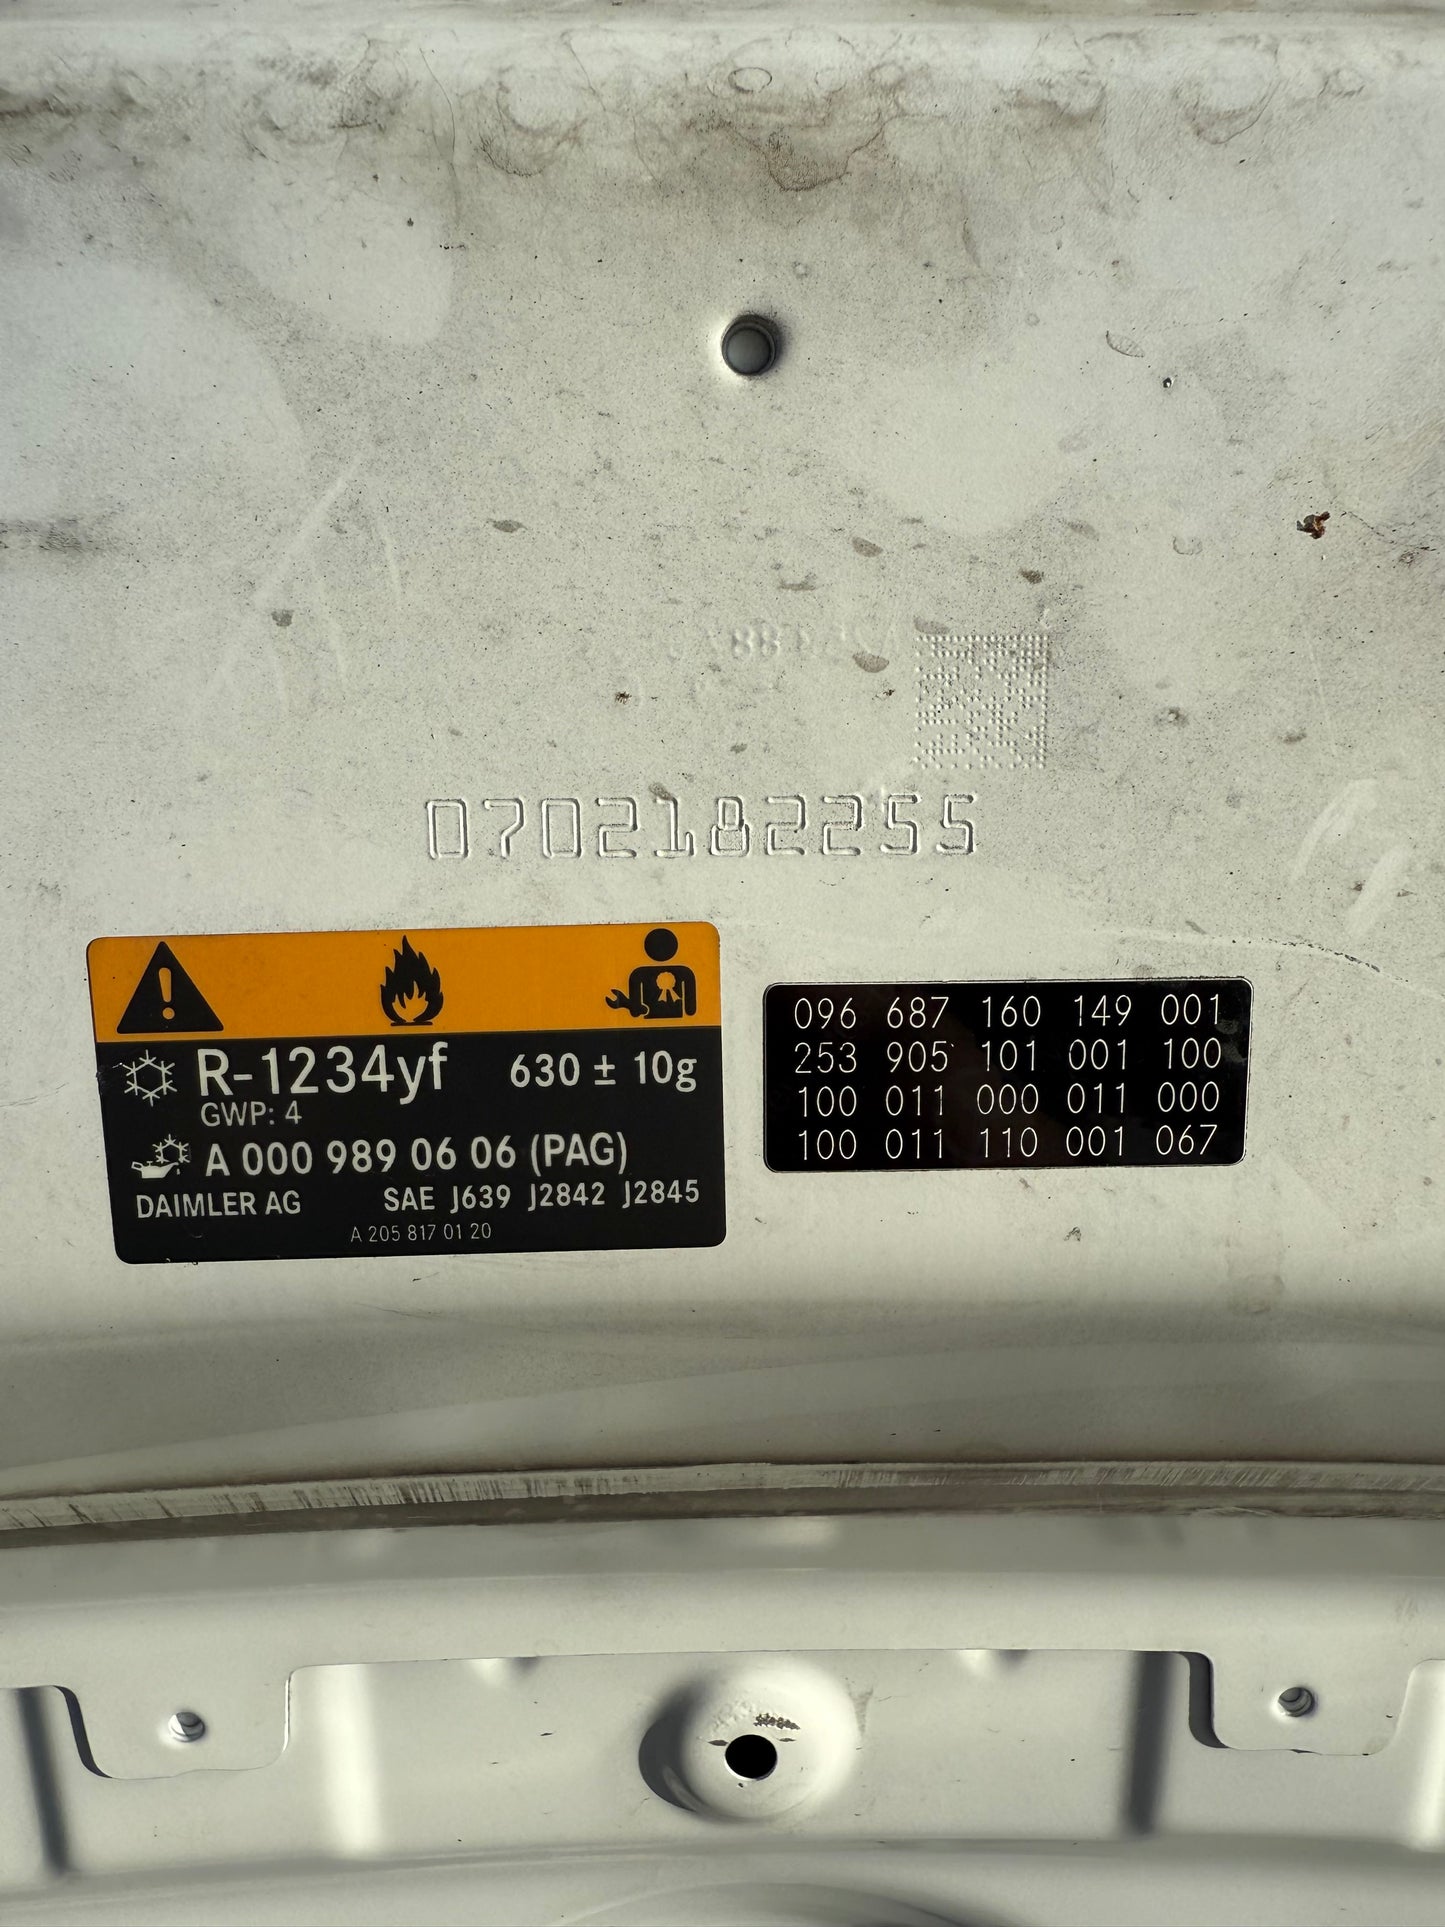 0702182255
R-1234yf 630 ± 10g
GWP: 4
A 000 989 06 06 (PAG)
DAIMLER AG SAE J639 J2842 J2845
A 205 817 01 20
096 687 160 149 001
253 905 101 001 100
100 011 000 011 000
100 011 110 001 067